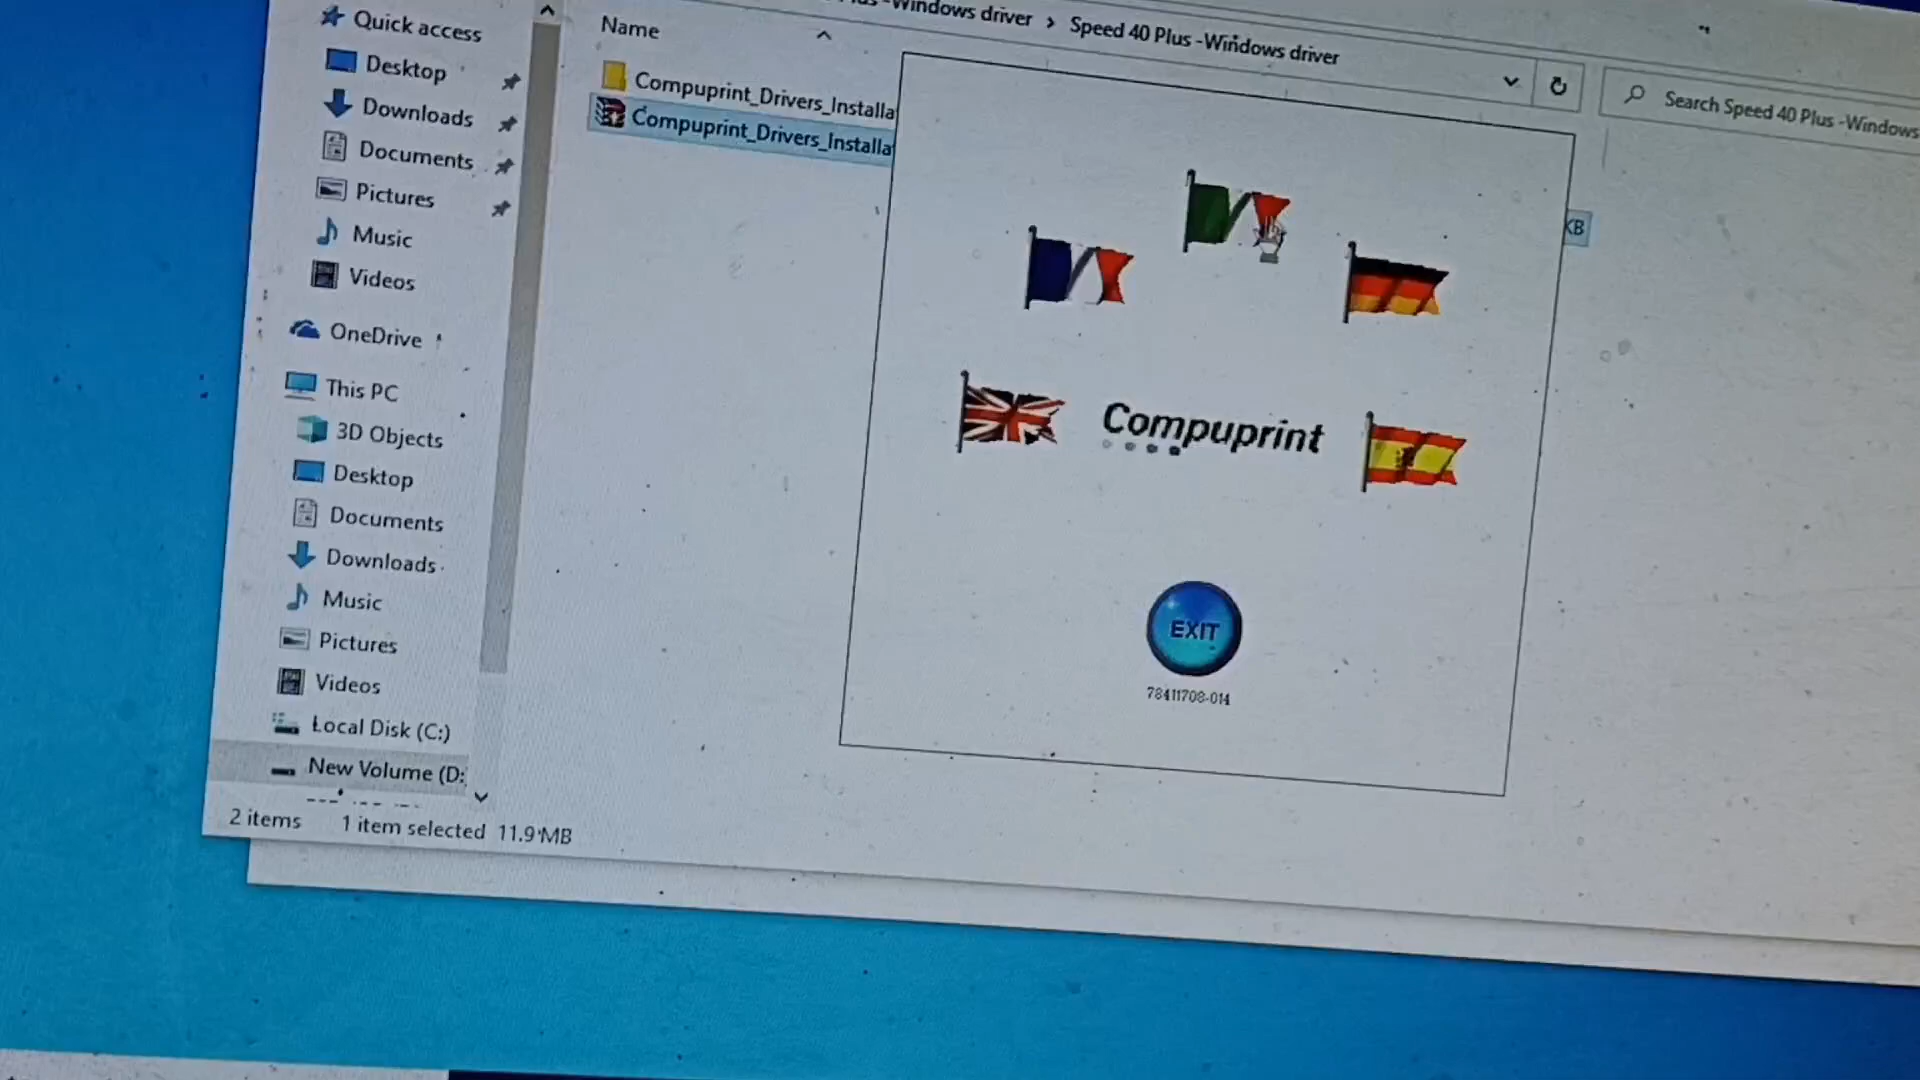 Windows driver > Speed 40 Plus -Windows driver
Search Speed 40 Plus -Windows
Quick access
Desktop
Downloads
Documents
Pictures
Music
Videos
OneDrive
This PC
3D Objects
Desktop
Documents
Downloads
Music
Pictures
Videos
Local Disk (C:)
New Volume (D:
2 items 1 item selected 11.9 MB
Name
Compuprint_Drivers_Installa
Compuprint_Drivers_Installa
KB
Compuprint
EXIT
78411708-014